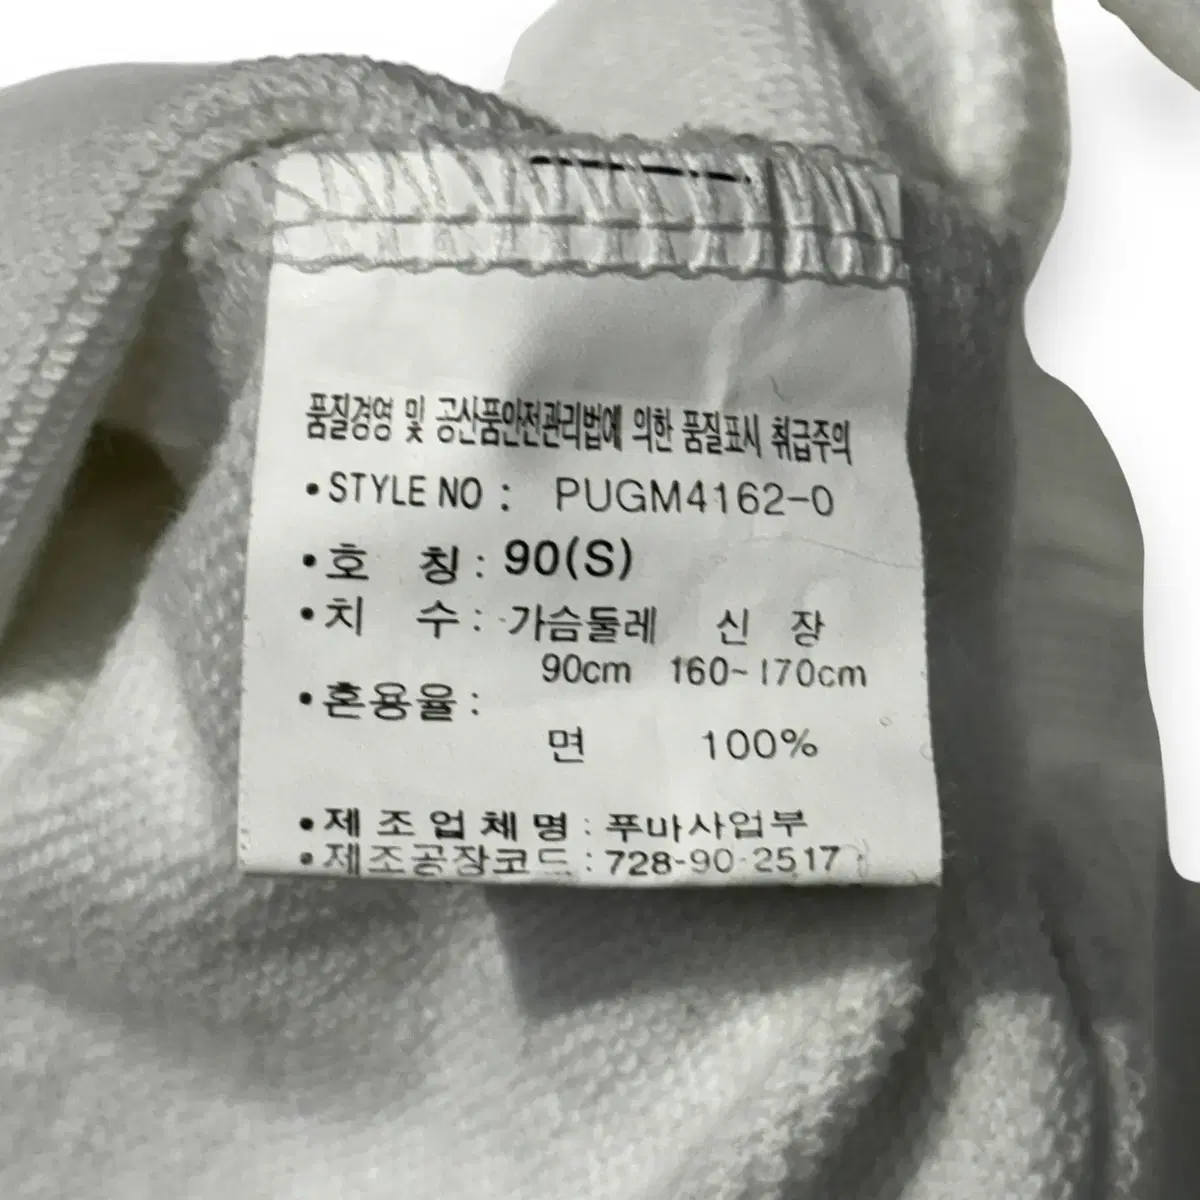 품질경영 및 공산품안전관리법에 의한 품질표시 취급주의
•STYLE NO : PUGM4162-0
•호 칭 : 90(S)
•치 수 : 가슴둘레 신 장
90cm 160~170cm
•혼용율 :
면 100%
•제조업체명 : 푸마사업부
•제조공장코드 : 728-90-2517